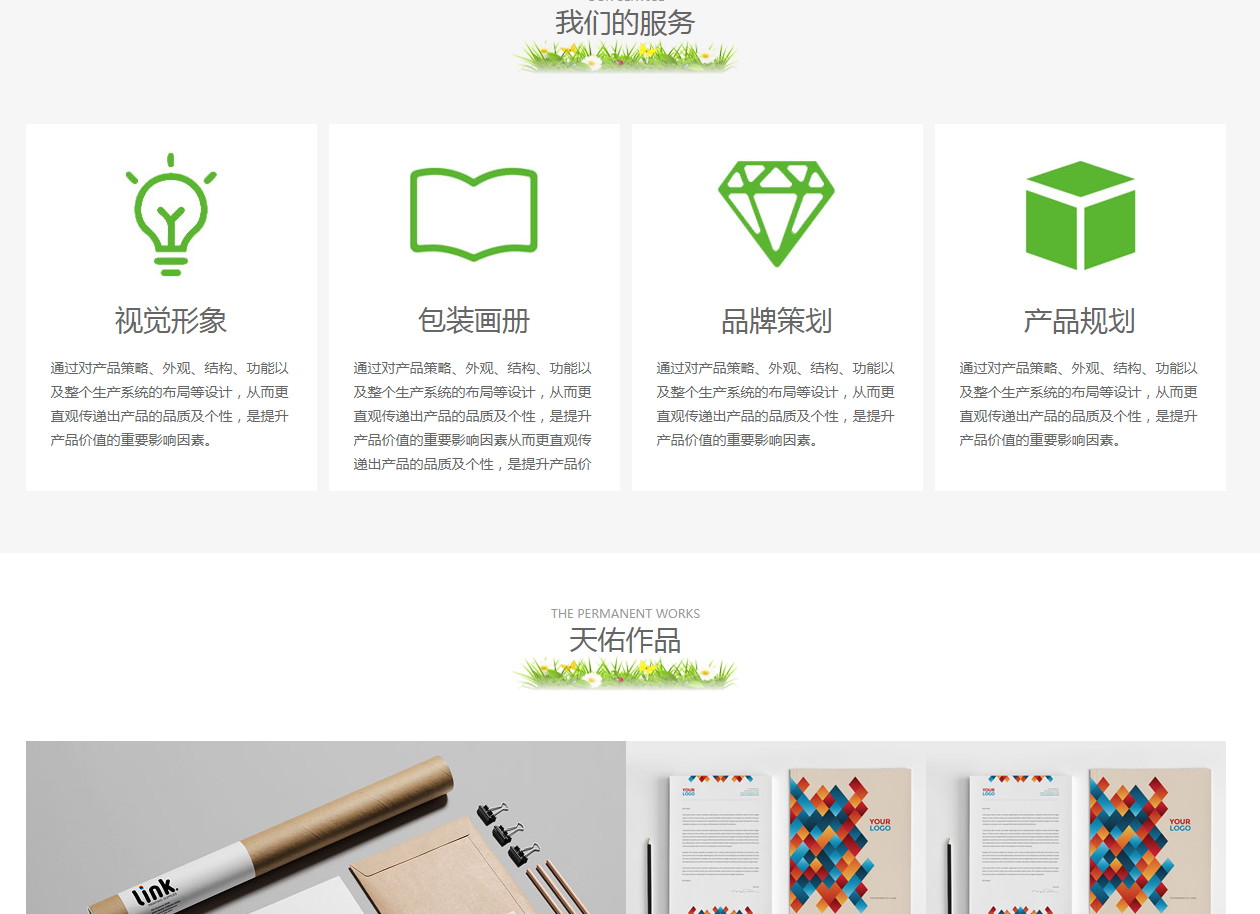 我们的服务
视觉形象
通过对产品策略、外观、结构、功能以
及整个生产系统的布局等设计，从而更
直观传递出产品的品质及个性，是提升
产品价值的重要影响因素。
包装画册
通过对产品策略、外观、结构、功能以
及整个生产系统的布局等设计，从而更
直观传递出产品的品质及个性，是提升
产品价值的重要影响因素从而更直观传
递出产品的品质及个性，是提升产品价
品牌策划
通过对产品策略、外观、结构、功能以
及整个生产系统的布局等设计，从而更
直观传递出产品的品质及个性，是提升
产品价值的重要影响因素。
产品规划
通过对产品策略、外观、结构、功能以
及整个生产系统的布局等设计，从而更
直观传递出产品的品质及个性，是提升
产品价值的重要影响因素。
THE PERMANENT WORKS
天佑作品
link.
YOUR
LOGO
YOUR
LOGO
YOUR
LOGO
YOUR
LOGO